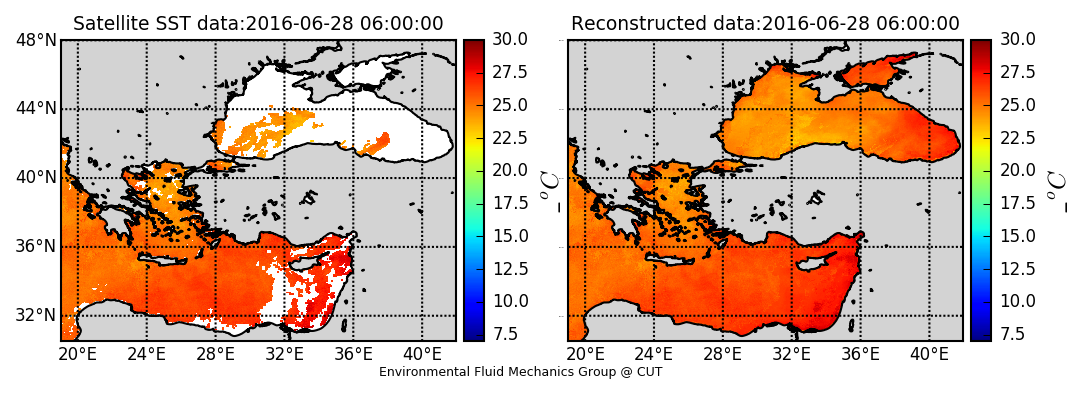 Satellite SST data:2016-06-28 06:00:00
48°N
44°N
40°N
36°N
32°N
20°E 24°E 28°E 32°E 36°E 40°E
30.0
27.5
25.0
22.5
20.0
17.5
15.0
12.5
10.0
7.5
_ °C
Reconstructed data:2016-06-28 06:00:00
20°E 24°E 28°E 32°E 36°E 40°E
30.0
27.5
25.0
22.5
20.0
17.5
15.0
12.5
10.0
7.5
_ °C
Environmental Fluid Mechanics Group @ CUT